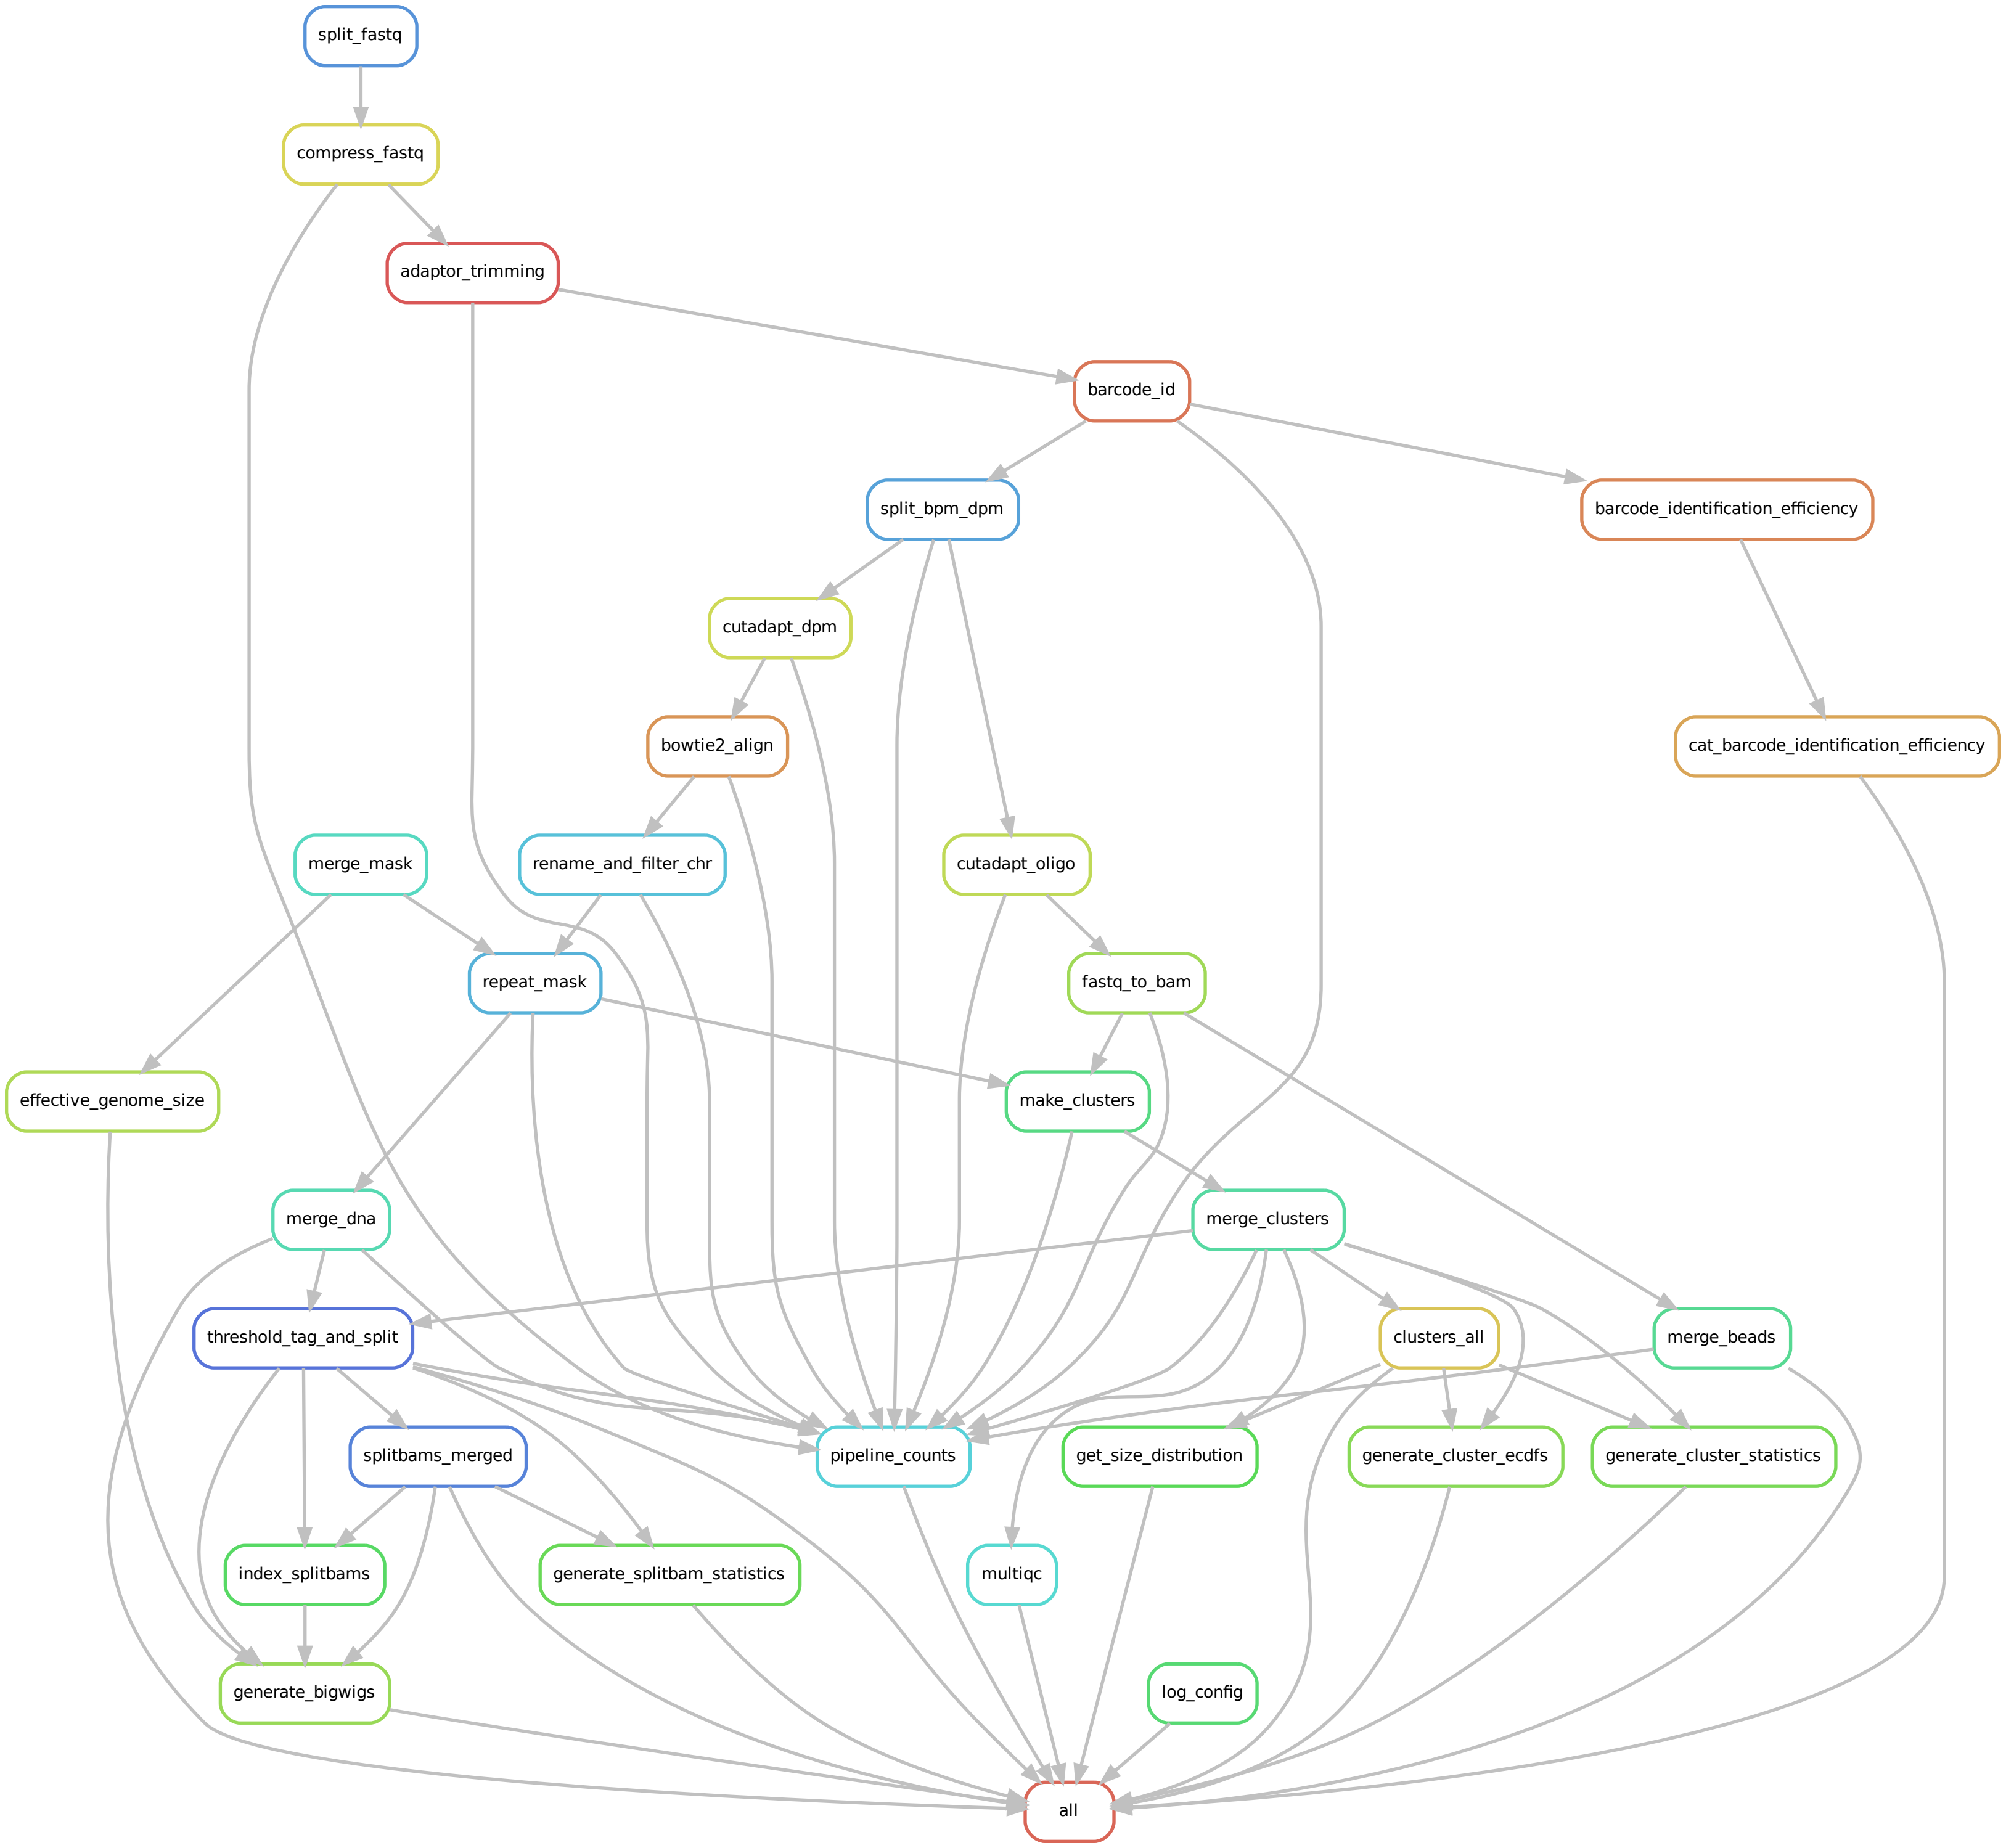 split_fastq
compress_fastq
adaptor_trimming
barcode_id
split_bpm_dpm
barcode_identification_efficiency
cutadapt_dpm
bowtie2_align
cat_barcode_identification_efficiency
merge_mask
rename_and_filter_chr
cutadapt_oligo
repeat_mask
fastq_to_bam
effective_genome_size
make_clusters
merge_dna
merge_clusters
threshold_tag_and_split
clusters_all
merge_beads
splitbams_merged
pipeline_counts
get_size_distribution
generate_cluster_ecdfs
generate_cluster_statistics
index_splitbams
generate_splitbam_statistics
multiqc
generate_bigwigs
log_config
all